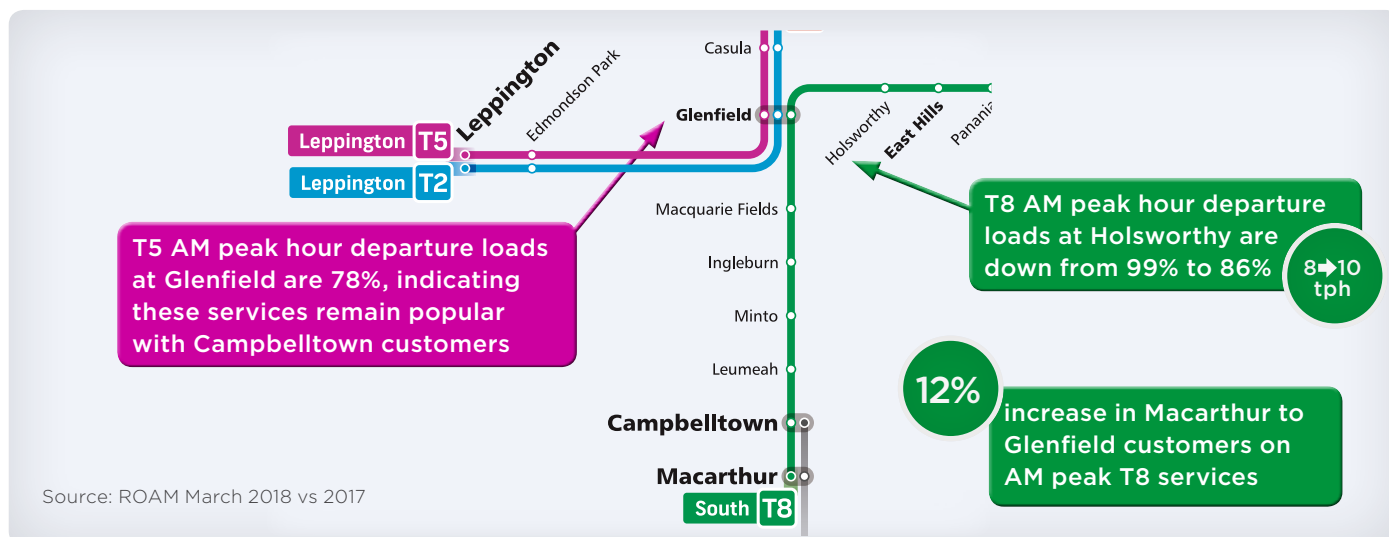 Casula
Leppington
Edmondson Park
Glenfield
Holsworthy
East Hills
Leppington T5
Leppington T2
T8 AM peak hour departure
loads at Holsworthy are
down from 99% to 86%
8➡10
tph
Macquarie Fields
T5 AM peak hour departure loads
at Glenfield are 78%, indicating
these services remain popular
with Campbelltown customers
Ingleburn
Minto
Leumeah
12%
increase in Macarthur to
Glenfield customers on
AM peak T8 services
Campbelltown
Macarthur
South T8
Source: ROAM March 2018 vs 2017